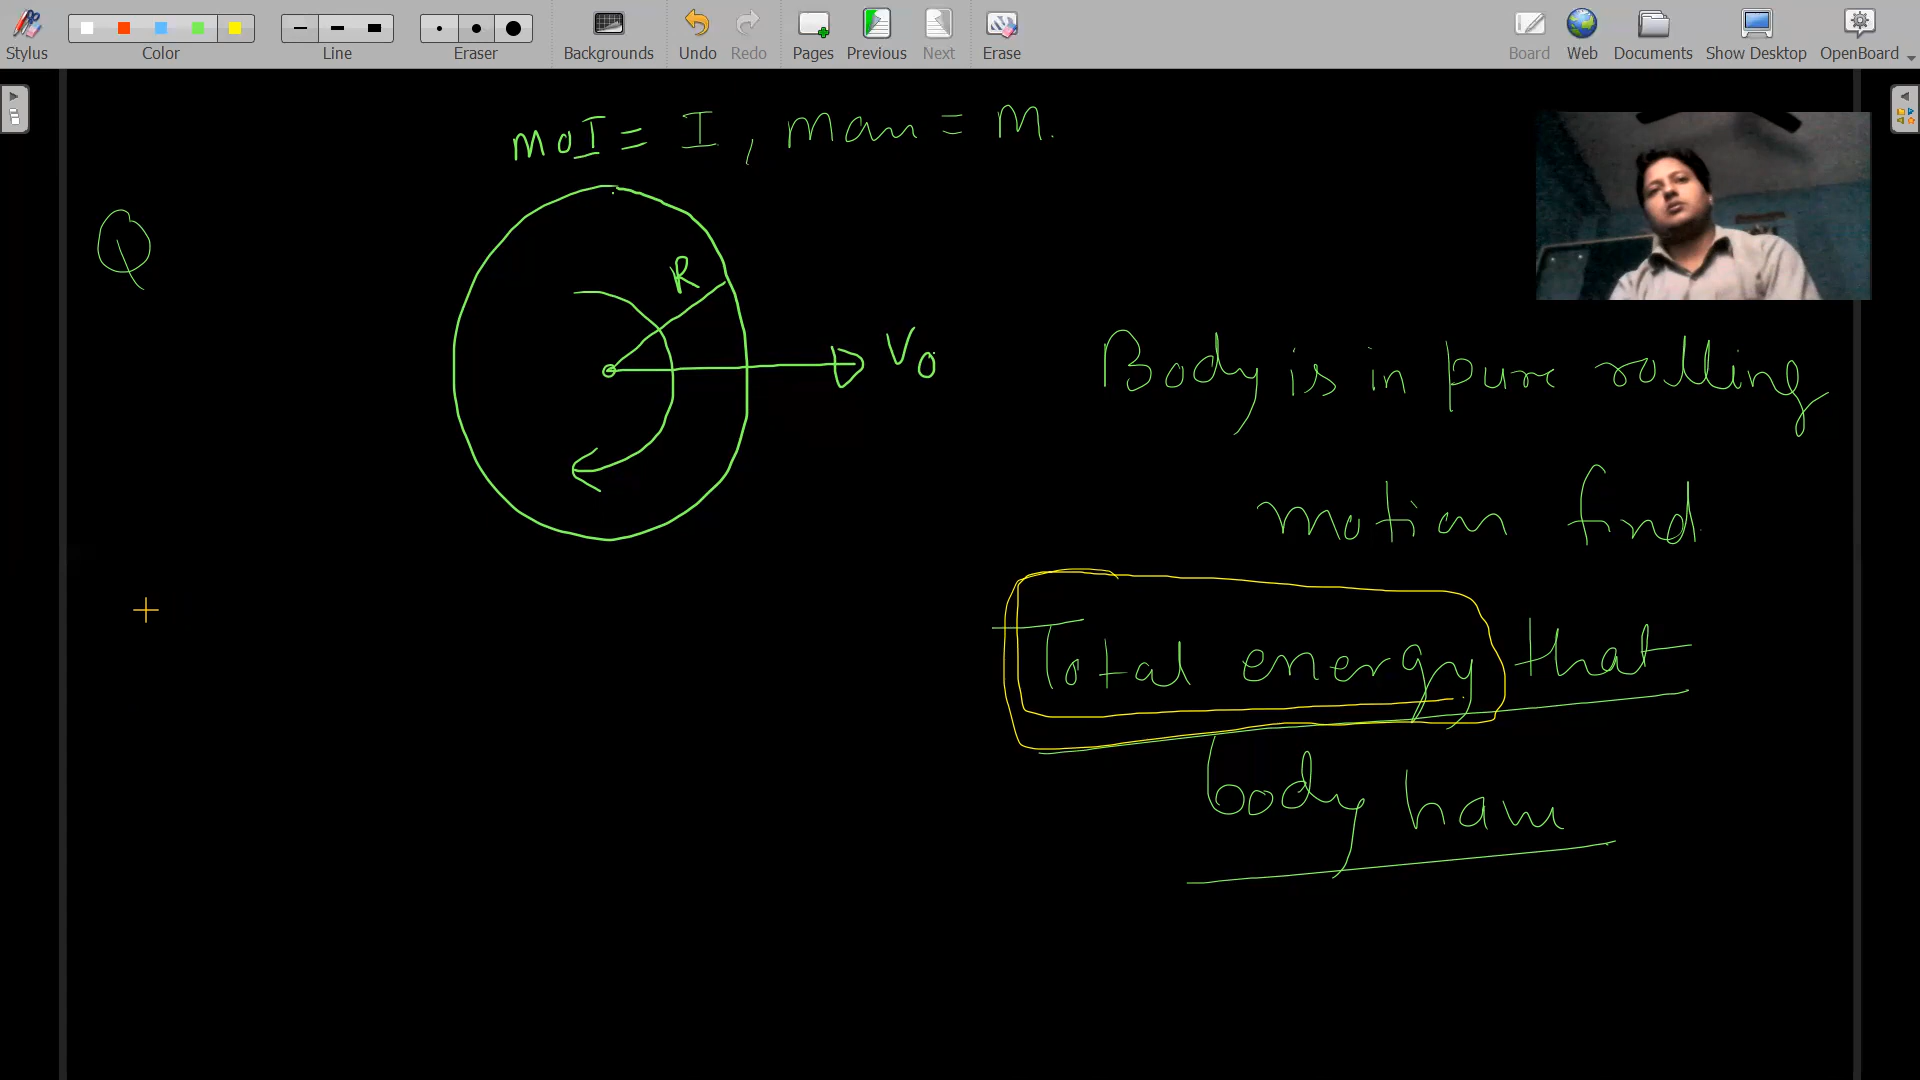 Stylus
Color
Line
Eraser
Backgrounds
Undo
Redo
Pages
Previous
Next
Erase
Board
Web
Documents
Show Desktop
OpenBoard
MOI = I, Mass = M.
Q
R
V0
Body is in pure rolling
motion find
Total energy that
body have